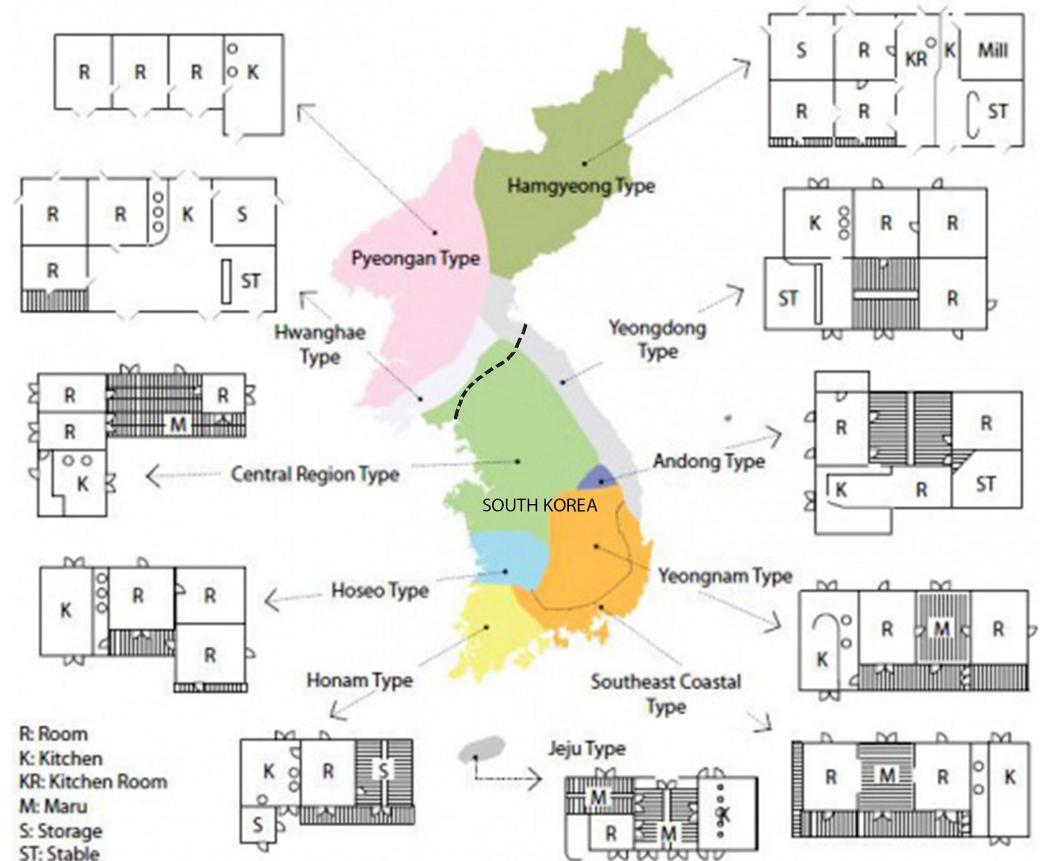 R R R K
S R KR K Mill
R R ST
Hamgyeong Type
K R R
ST R
R R K S
R ST
Pyeongan Type
Hwanghae
Type
Yeongdong
Type
R R
R M
K
Central Region Type
Andong Type
R R
K R ST
SOUTH KOREA
K R R
R
Hoseo Type
Yeongnam Type
R M R
K
Honam Type
Southeast Coastal
Type
R: Room
K: Kitchen
KR: Kitchen Room
M: Maru
S: Storage
ST: Stable
K R S
S
Jeju Type
M K
R M
R M R K